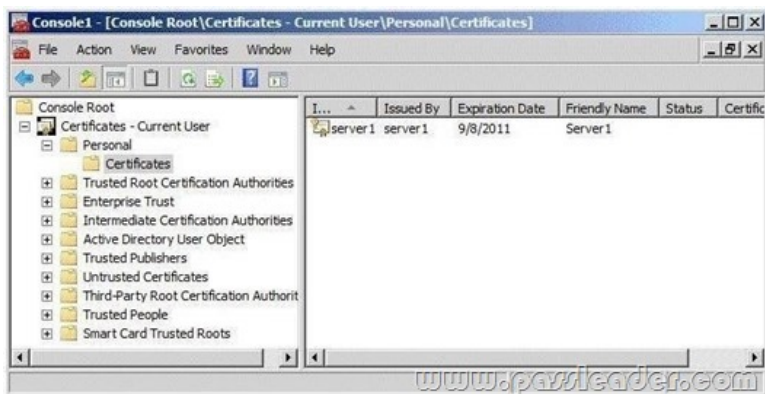 Console1 - [Console Root\Certificates - Current User\Personal\Certificates]
File Action View Favorites Window Help
Console Root
Certificates - Current User
Personal
Certificates
Trusted Root Certification Authorities
Enterprise Trust
Intermediate Certification Authorities
Active Directory User Object
Trusted Publishers
Untrusted Certificates
Third-Party Root Certification Authorit
Trusted People
Smart Card Trusted Roots
I... Issued By Expiration Date Friendly Name Status Certific
server1 server1 9/8/2011 Server1
www.passleader.com